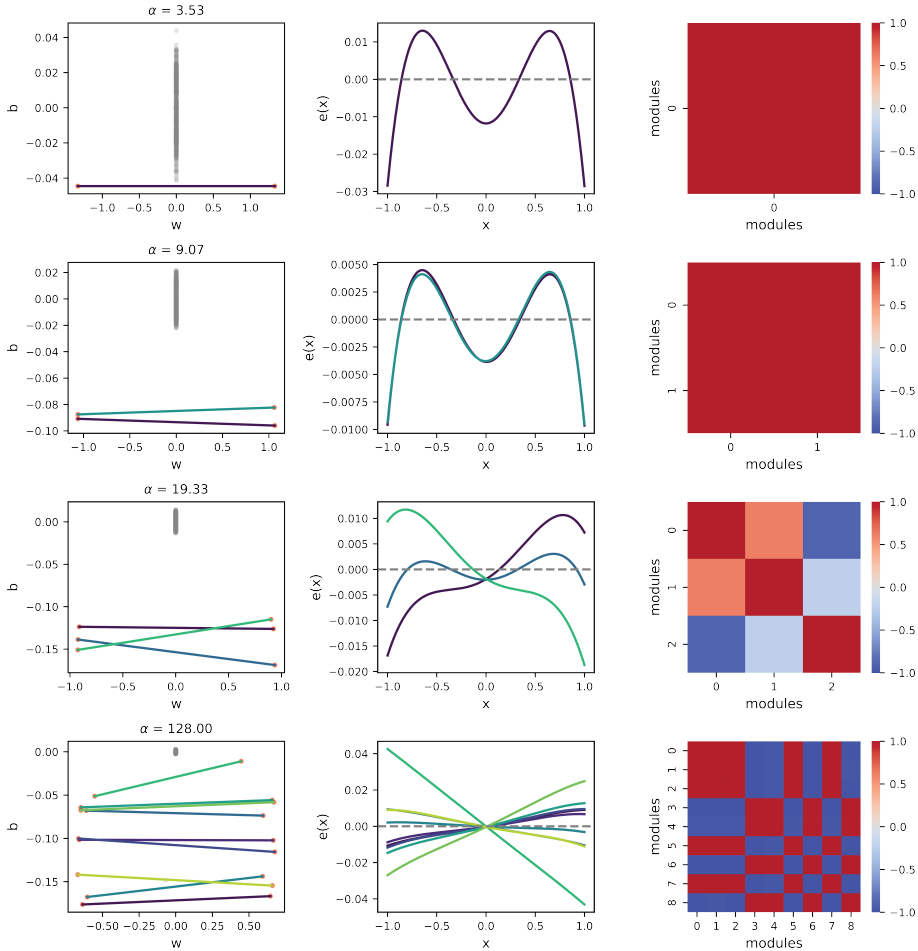 α = 3.53
0.04
0.02
0.00
−0.02
−0.04
b
−1.0 −0.5 0.0 0.5 1.0
w
0.01
0.00
−0.01
−0.02
−0.03
e(x)
−1.0 −0.5 0.0 0.5 1.0
x
modules
0
0
modules
1.0
0.5
0.0
−0.5
−1.0
α = 9.07
0.02
0.00
−0.02
−0.04
−0.06
−0.08
−0.10
b
−1.0 −0.5 0.0 0.5 1.0
w
0.0050
0.0025
0.0000
−0.0025
−0.0050
−0.0075
−0.0100
e(x)
−1.0 −0.5 0.0 0.5 1.0
x
modules
0
1
0 1
modules
1.0
0.5
0.0
−0.5
−1.0
α = 19.33
0.00
−0.05
−0.10
−0.15
b
−1.0 −0.5 0.0 0.5 1.0
w
0.010
0.005
0.000
−0.005
−0.010
−0.015
−0.020
e(x)
−1.0 −0.5 0.0 0.5 1.0
x
modules
0
1
2
0 1 2
modules
1.0
0.5
0.0
−0.5
−1.0
α = 128.00
0.00
−0.05
−0.10
−0.15
b
−0.50 −0.25 0.00 0.25 0.50
w
0.04
0.02
0.00
−0.02
−0.04
e(x)
−1.0 −0.5 0.0 0.5 1.0
x
modules
0
1
2
3
4
5
6
7
8
0 1 2 3 4 5 6 7 8
modules
1.0
0.5
0.0
−0.5
−1.0